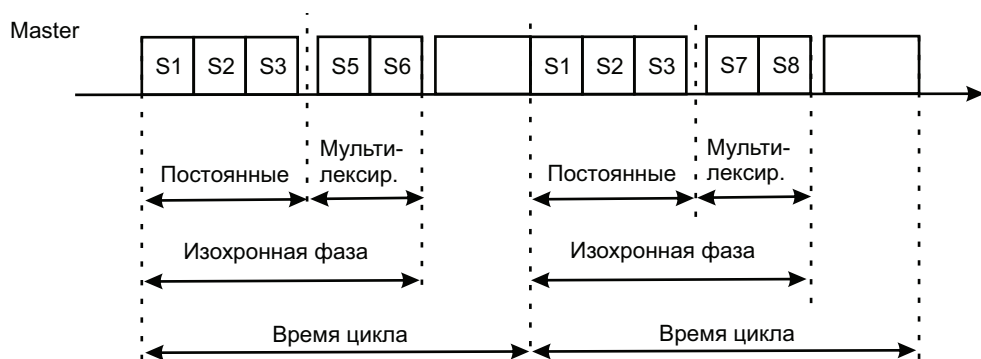 Master
S1 S2 S3 S5 S6 S1 S2 S3 S7 S8
Постоянные
Мульти-
лексир.
Постоянные
Мульти-
лексир.
Изохронная фаза
Изохронная фаза
Время цикла
Время цикла